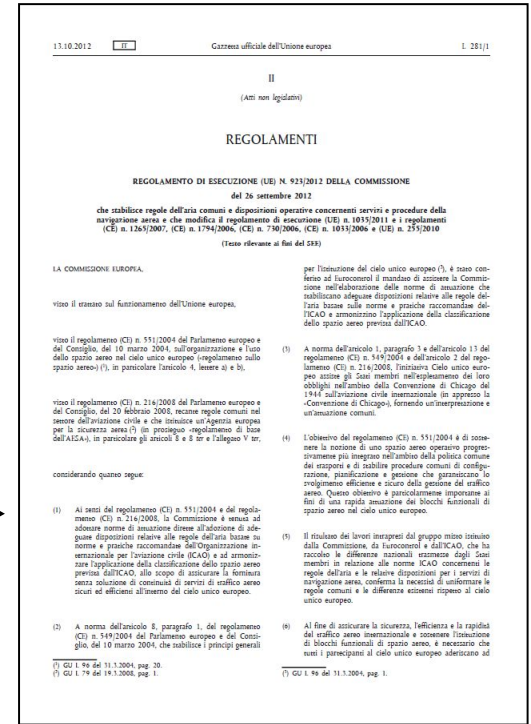 13.10.2012
IT
Gazzetta ufficiale dell'Unione europea
L 281/1
II
(Atti non legislativi)
REGOLAMENTI
REGOLAMENTO DI ESECUZIONE (UE) N. 923/2012 DELLA COMMISSIONE
del 26 settembre 2012
che stabilisce regole dell'aria comuni e disposizioni operative concernenti servizi e procedure della
navigazione aerea e che modifica il regolamento di esecuzione (UE) n. 1035/2011 e i regolamenti
(CE) n. 1265/2007, (CE) n. 1794/2006, (CE) n. 730/2006, (CE) n. 1033/2006 e (UE) n. 255/2010
(Testo rilevante ai fini del SEE)
LA COMMISSIONE EUROPEA,
visto il trattato sul funzionamento dell'Unione europea,
visto il regolamento (CE) n. 551/2004 del Parlamento europeo e
del Consiglio, del 10 marzo 2004, sull'organizzazione e l'uso
dello spazio aereo nel cielo unico europeo («regolamento sullo
spazio aereo») (1), in particolare l'articolo 4, lettere a) e b),
visto il regolamento (CE) n. 216/2008 del Parlamento europeo e
del Consiglio, del 20 febbraio 2008, recante regole comuni nel
settore dell'aviazione civile e che istituisce un'Agenzia europea
per la sicurezza aerea (2) (in prosieguo «regolamento di base
dell'AESA»), in particolare gli articoli 8 e 8 ter e l'allegato V ter,
considerando quanto segue:
(1) Ai sensi del regolamento (CE) n. 551/2004 e del regola-
mento (CE) n. 216/2008, la Commissione è tenuta ad
adottare norme di attuazione dirette all'adozione di ade-
guate disposizioni relative alle regole dell'aria basate su
norme e pratiche raccomandate dell'Organizzazione in-
ternazionale per l'aviazione civile (ICAO) e ad armoniz-
zare l'applicazione della classificazione dello spazio aereo
prevista dall'ICAO, allo scopo di assicurare la fornitura
senza soluzione di continuità di servizi di traffico aereo
sicuri ed efficienti all'interno del cielo unico europeo.
(2) A norma dell'articolo 8, paragrafo 1, del regolamento
(CE) n. 549/2004 del Parlamento europeo e del Consi-
glio, del 10 marzo 2004, che stabilisce i principi generali
(1) GU L 96 del 31.3.2004, pag. 20.
(2) GU L 79 del 19.3.2008, pag. 1.
per l'istituzione del cielo unico europeo (3), è stato con-
ferito ad Eurocontrol il mandato di assistere la Commis-
sione nell'elaborazione delle norme di attuazione che
stabiliscano adeguate disposizioni relative alle regole del-
l'aria basate sulle norme e pratiche raccomandate del-
l'ICAO e armonizzino l'applicazione della classificazione
dello spazio aereo prevista dall'ICAO.
(3) A norma dell'articolo 1, paragrafo 3 e dell'articolo 13 del
regolamento (CE) n. 549/2004 e dell'articolo 2 del rego-
lamento (CE) n. 216/2008, l'iniziativa Cielo unico euro-
peo assiste gli Stati membri nell'espletamento dei loro
obblighi nell'ambito della Convenzione di Chicago del
1944 sull'aviazione civile internazionale (in appresso la
«Convenzione di Chicago»), fornendo un'interpretazione e
un'attuazione comuni.
(4) L'obiettivo del regolamento (CE) n. 551/2004 è di soste-
nere la nozione di uno spazio aereo operativo progres-
sivamente più integrato nell'ambito della politica comune
dei trasporti e di stabilire procedure comuni di configu-
razione, pianificazione e gestione che garantiscano lo
svolgimento efficiente e sicuro della gestione del traffico
aereo. Questo obiettivo è particolarmente importante ai
fini di una rapida attuazione dei blocchi funzionali di
spazio aereo nel cielo unico europeo.
(5) Il risultato dei lavori intrapresi dal gruppo misto istituito
dalla Commissione, da Eurocontrol e dall'ICAO, che ha
raccolto le differenze nazionali trasmesse dagli Stati
membri in relazione alle norme ICAO concernenti le
regole dell'aria e le relative disposizioni per i servizi di
navigazione aerea, conferma la necessità di uniformare le
regole comuni e le differenze esistenti rispetto al cielo
unico europeo.
(6) Al fine di assicurare la sicurezza, l'efficienza e la rapidità
del traffico aereo internazionale e sostenere l'istituzione
di blocchi funzionali di spazio aereo, è necessario che
tutti i partecipanti al cielo unico europeo aderiscano ad
(3) GU L 96 del 31.3.2004, pag. 1.